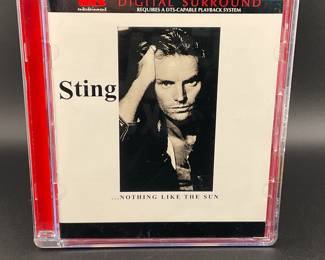 DIGITAL SURROUND
REQUIRES A DTS-CAPABLE PLAYBACK SYSTEM
Sting
...NOTHING LIKE THE SUN